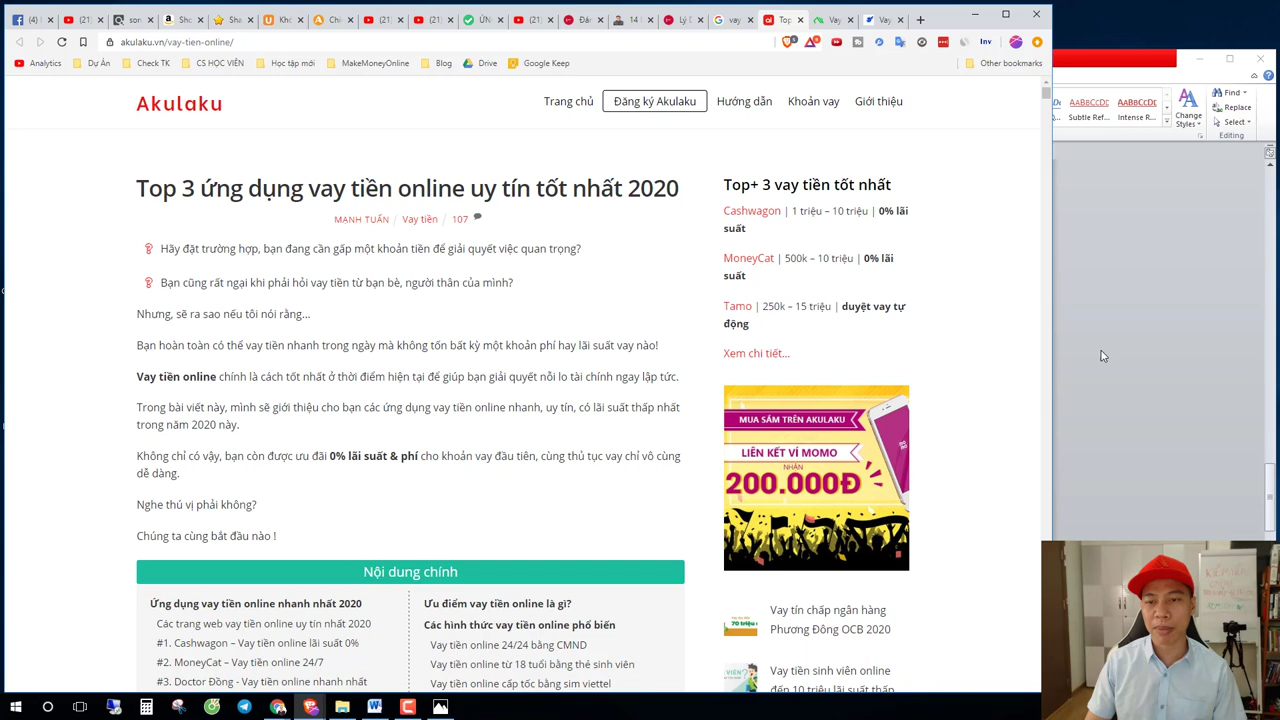 akulaku.vn/vay-tien-online/
Analytics
Dự Án
Check TK
CS HỌC VIÊN
Học tập mới
MakeMoneyOnline
Blog
Drive
Google Keep
Other bookmarks
Akulaku
Trang chủ
Đăng ký Akulaku
Hướng dẫn
Khoản vay
Giới thiệu
Top 3 ứng dụng vay tiền online uy tín tốt nhất 2020
MẠNH TUẤN / Vay tiền / 107
Hãy đặt trường hợp, bạn đang cần gấp một khoản tiền để giải quyết việc quan trọng?
Bạn cũng rất ngại khi phải hỏi vay tiền từ bạn bè, người thân của mình?
Nhưng, sẽ ra sao nếu tôi nói rằng...
Bạn hoàn toàn có thể vay tiền nhanh trong ngày mà không tốn bất kỳ một khoản phí hay lãi suất vay nào!
Vay tiền online chính là cách tốt nhất ở thời điểm hiện tại để giúp bạn giải quyết nỗi lo tài chính ngay lập tức.
Trong bài viết này, mình sẽ giới thiệu cho bạn các ứng dụng vay tiền online nhanh, uy tín, có lãi suất thấp nhất
trong năm 2020 này.
Không chỉ có vậy, bạn còn được ưu đãi 0% lãi suất & phí cho khoản vay đầu tiên, cùng thủ tục vay chỉ vô cùng
dễ dàng.
Nghe thú vị phải không?
Chúng ta cùng bắt đầu nào !
Nội dung chính
Ứng dụng vay tiền online nhanh nhất 2020
Các trang web vay tiền online uy tín nhất 2020
#1. Cashwagon – Vay tiền online lãi suất 0%
#2. MoneyCat – Vay tiền online 24/7
#3. Doctor Đồng - Vay tiền online nhanh nhất
Ưu điểm vay tiền online là gì?
Các hình thức vay tiền online phổ biến
Vay tiền online 24/24 bằng CMND
Vay tiền online từ 18 tuổi bằng thẻ sinh viên
Vay tiền online cấp tốc bằng sim viettel
Top+ 3 vay tiền tốt nhất
Cashwagon | 1 triệu – 10 triệu | 0% lãi
suất
MoneyCat | 500k – 10 triệu | 0% lãi
suất
Tamo | 250k – 15 triệu | duyệt vay tự
động
Xem chi tiết...
MUA SẮM TRÊN AKULAKU
LIÊN KẾT VÍ MOMO
NHẬN
200.000Đ
Vay tín chấp ngân hàng
Phương Đông OCB 2020
Vay tiền sinh viên online
đến 10 triệu lãi suất thấp
AaBbCcDc
AaBbCcDc
Subtle Ref...
Intense R...
Change
Styles
Find
Replace
Select
Editing